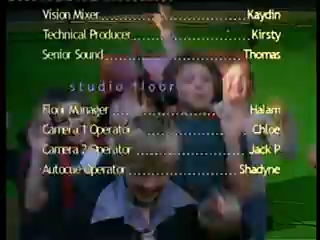 Vision Mixer.................................Kaydin
Technical Producer.....................Kirsty
Senior Sound..............................Thomas
studio floor
Floor Manager............................Halam
Camera 1 Operator......................Chloe
Camera 2 Operator......................Jack P
Autocue Operator.......................Shadyne